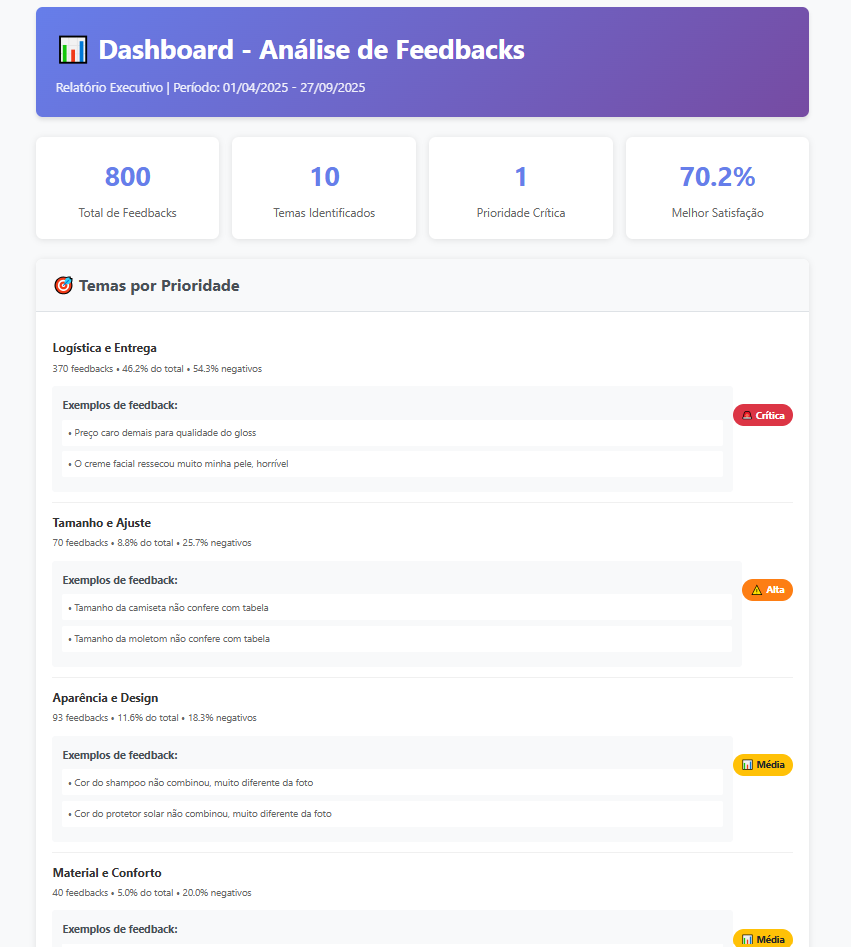 📊 Dashboard - Análise de Feedbacks
Relatório Executivo | Período: 01/04/2025 - 27/09/2025
800
Total de Feedbacks
10
Temas Identificados
1
Prioridade Crítica
70.2%
Melhor Satisfação
🎯 Temas por Prioridade
Logística e Entrega
370 feedbacks • 46.2% do total • 54.3% negativos
Exemplos de feedback:
🚨 Crítica
• Preço caro demais para qualidade do gloss
• O creme facial ressecou muito minha pele, horrível
Tamanho e Ajuste
70 feedbacks • 8.8% do total • 25.7% negativos
Exemplos de feedback:
⚠️ Alta
• Tamanho da camiseta não confere com tabela
• Tamanho da moletom não confere com tabela
Aparência e Design
93 feedbacks • 11.6% do total • 18.3% negativos
Exemplos de feedback:
📊 Média
• Cor do shampoo não combinou, muito diferente da foto
• Cor do protetor solar não combinou, muito diferente da foto
Material e Conforto
40 feedbacks • 5.0% do total • 20.0% negativos
Exemplos de feedback:
📊 Média